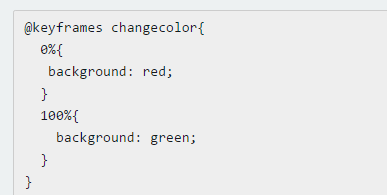 @keyframes changecolor{
  0%{
   background: red;
  }
  100%{
    background: green;
  }
}